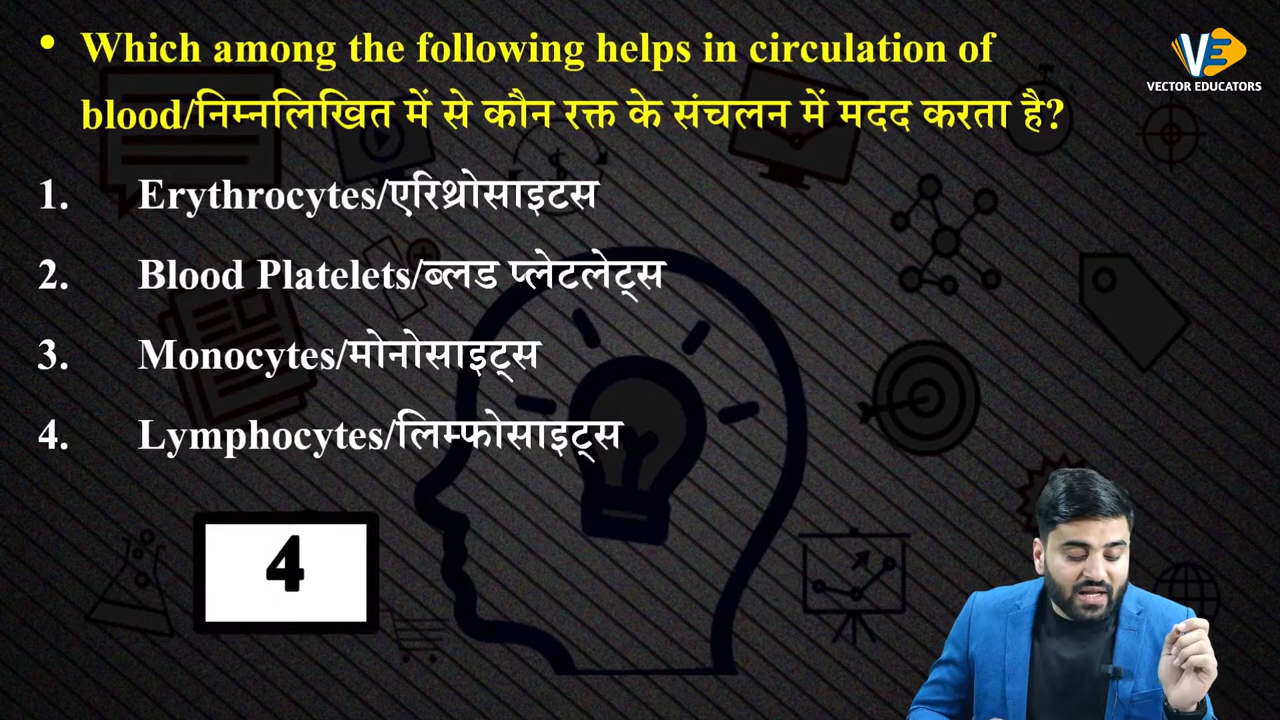 • Which among the following helps in circulation of
blood/निम्नलिखित में से कौन रक्त के संचलन में मदद करता है?
VE
VECTOR EDUCATORS
1. Erythrocytes/एरिथ्रोसाइटस
2. Blood Platelets/ब्लड प्लेटलेट्स
3. Monocytes/मोनोसाइट्स
4. Lymphocytes/लिम्फोसाइट्स
4